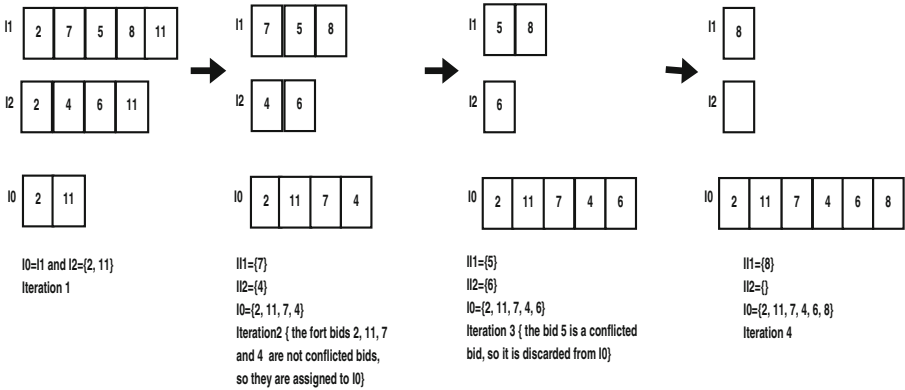 I1 2 7 5 8 11
I2 2 4 6 11
I0 2 11
I0=I1 and I2={2, 11}
Iteration 1
I1 7 5 8
I2 4 6
I0 2 11 7 4
II1={7}
II2={4}
I0={2, 11, 7, 4}
Iteration2 { the fort bids 2, 11, 7
and 4 are not conflicted bids,
so they are assigned to I0}
I1 5 8
I2 6
I0 2 11 7 4 6
II1={5}
II2={6}
I0={2, 11, 7, 4, 6}
Iteration 3 { the bid 5 is a conflicted
bid, so it is discarded from I0}
I1 8
I2
I0 2 11 7 4 6 8
II1={8}
II2={}
I0={2, 11, 7, 4, 6, 8}
Iteration 4